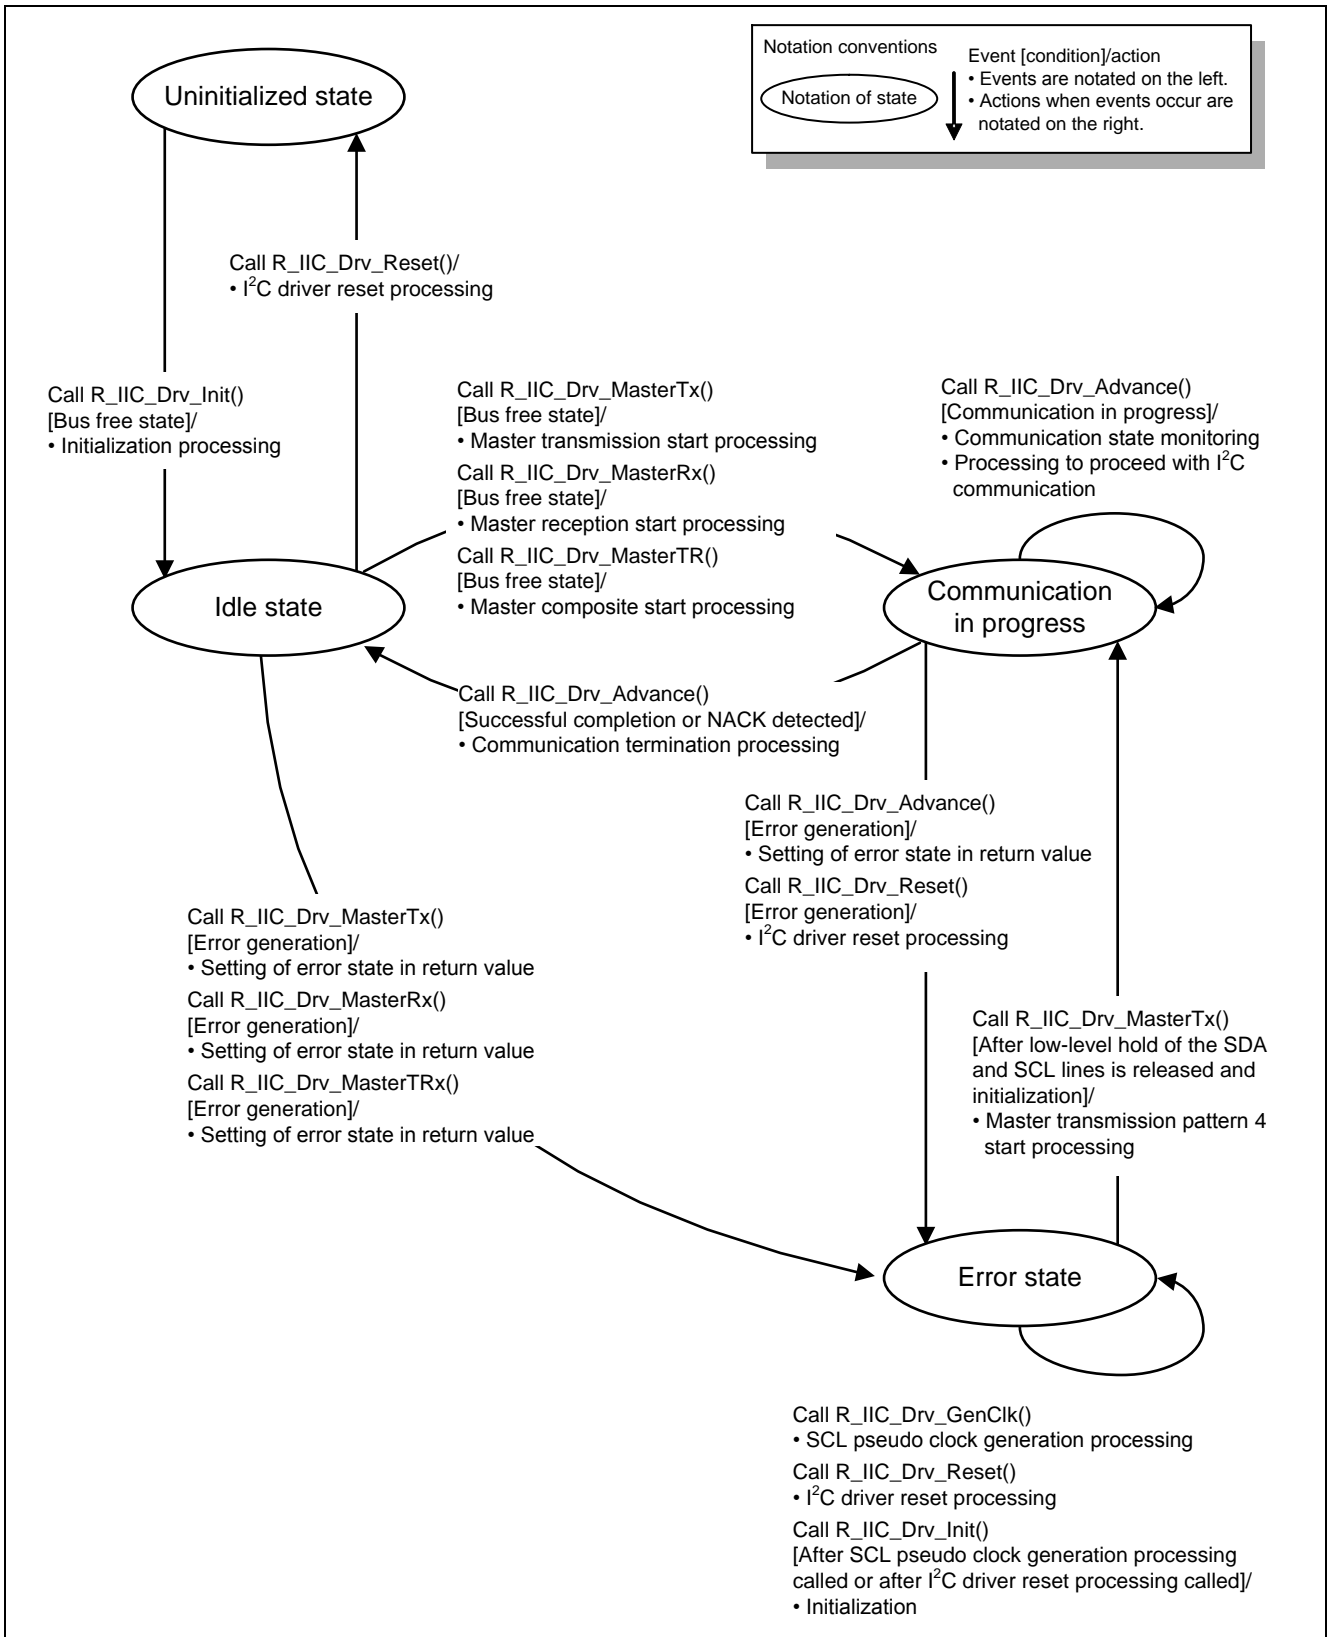 Notation conventions
Notation of state
Event [condition]/action
• Events are notated on the left.
• Actions when events occur are
notated on the right.
Uninitialized state
Call R_IIC_Drv_Reset()/
• I²C driver reset processing
Call R_IIC_Drv_Init()
[Bus free state]/
• Initialization processing
Call R_IIC_Drv_MasterTx()
[Bus free state]/
• Master transmission start processing
Call R_IIC_Drv_MasterRx()
[Bus free state]/
• Master reception start processing
Call R_IIC_Drv_MasterTR()
[Bus free state]/
• Master composite start processing
Call R_IIC_Drv_Advance()
[Communication in progress]/
• Communication state monitoring
• Processing to proceed with I²C
communication
Idle state
Communication
in progress
Call R_IIC_Drv_Advance()
[Successful completion or NACK detected]/
• Communication termination processing
Call R_IIC_Drv_Advance()
[Error generation]/
• Setting of error state in return value
Call R_IIC_Drv_Reset()
[Error generation]/
• I²C driver reset processing
Call R_IIC_Drv_MasterTx()
[Error generation]/
• Setting of error state in return value
Call R_IIC_Drv_MasterRx()
[Error generation]/
• Setting of error state in return value
Call R_IIC_Drv_MasterTRx()
[Error generation]/
• Setting of error state in return value
Call R_IIC_Drv_MasterTx()
[After low-level hold of the SDA
and SCL lines is released and
initialization]/
• Master transmission pattern 4
start processing
Error state
Call R_IIC_Drv_GenClk()
• SCL pseudo clock generation processing
Call R_IIC_Drv_Reset()
• I²C driver reset processing
Call R_IIC_Drv_Init()
[After SCL pseudo clock generation processing
called or after I²C driver reset processing called]/
• Initialization